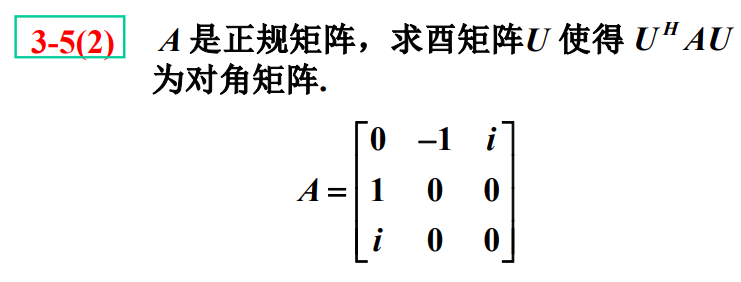 3-5(2) A 是正规矩阵，求酉矩阵U 使得 U^H AU
为对角矩阵.
0 −1 i
A = 1 0 0
i 0 0